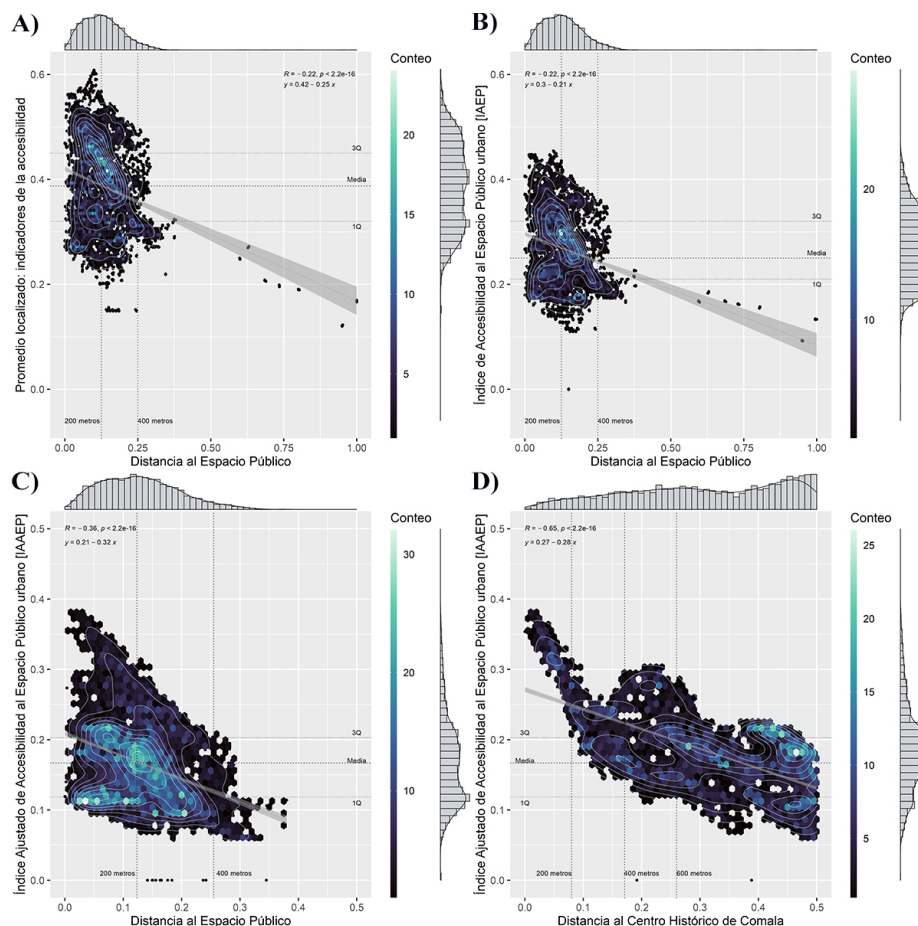 A)
Conteo
R = − 0.22, p < 2.2e-16
y = 0.42 − 0.25 x
Promedio localizado: indicadores de la accesibilidad
0.6
0.4
0.2
0.0
3Q
Media
1Q
200 metros
400 metros
0.00
0.25
0.50
0.75
1.00
Distancia al Espacio Público
20
15
10
5
B)
Conteo
R = − 0.22, p < 2.2e-16
y = 0.3 − 0.21 x
Índice de Accesibilidad al Espacio Público urbano [IAEP]
0.6
0.4
0.2
0.0
3Q
Media
1Q
200 metros
400 metros
0.00
0.25
0.50
0.75
1.00
Distancia al Espacio Público
20
10
C)
Conteo
R = − 0.36, p < 2.2e-16
y = 0.21 − 0.32 x
Índice Ajustado de Accesibilidad al Espacio Público urbano [IAAEP]
0.5
0.4
0.3
0.2
0.1
0.0
3Q
Media
1Q
200 metros
400 metros
0.0
0.1
0.2
0.3
0.4
0.5
Distancia al Espacio Público
30
20
10
D)
Conteo
R = − 0.65, p < 2.2e-16
y = 0.27 − 0.28 x
Índice Ajustado de Accesibilidad al Espacio Público urbano [IAAEP]
0.5
0.4
0.3
0.2
0.1
0.0
3Q
Media
1Q
200 metros
400 metros
600 metros
0.0
0.1
0.2
0.3
0.4
0.5
Distancia al Centro Histórico de Comala
25
20
15
10
5